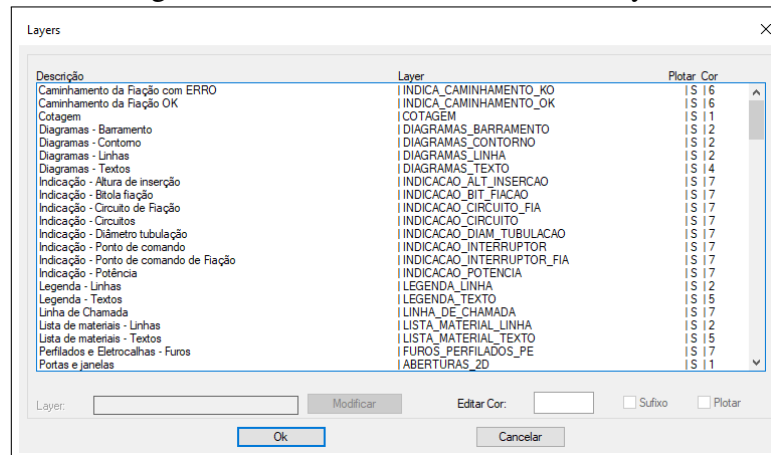 Layers
Descrição Layer Plotar Cor
Caminhamento da Fiação com ERRO | INDICA_CAMINHAMENTO_KO | S | 6
Caminhamento da Fiação OK | INDICA_CAMINHAMENTO_OK | S | 6
Cotagem | COTAGEM | S | 1
Diagramas - Barramento | DIAGRAMAS_BARRAMENTO | S | 2
Diagramas - Contorno | DIAGRAMAS_CONTORNO | S | 2
Diagramas - Linhas | DIAGRAMAS_LINHA | S | 2
Diagramas - Textos | DIAGRAMAS_TEXTO | S | 4
Indicação - Altura de inserção | INDICACAO_ALT_INSERCAO | S | 7
Indicação - Bitola fiação | INDICACAO_BIT_FIACAO | S | 7
Indicação - Circuito de Fiação | INDICACAO_CIRCUITO_FIA | S | 7
Indicação - Circuitos | INDICACAO_CIRCUITO | S | 7
Indicação - Diâmetro tubulação | INDICACAO_DIAM_TUBULACAO | S | 7
Indicação - Ponto de comando | INDICACAO_INTERRUPTOR | S | 7
Indicação - Ponto de comando de Fiação | INDICACAO_INTERRUPTOR_FIA | S | 7
Indicação - Potência | INDICACAO_POTENCIA | S | 7
Legenda - Linhas | LEGENDA_LINHA | S | 2
Legenda - Textos | LEGENDA_TEXTO | S | 5
Linha de Chamada | LINHA_DE_CHAMADA | S | 7
Lista de materiais - Linhas | LISTA_MATERIAL_LINHA | S | 2
Lista de materiais - Textos | LISTA_MATERIAL_TEXTO | S | 5
Perfilados e Eletrocalhas - Furos | FUROS_PERFILADOS_PE | S | 7
Portas e janelas | ABERTURAS_2D | S | 1
Layer: Modificar Editar Cor: Sufixo Plotar
Ok Cancelar